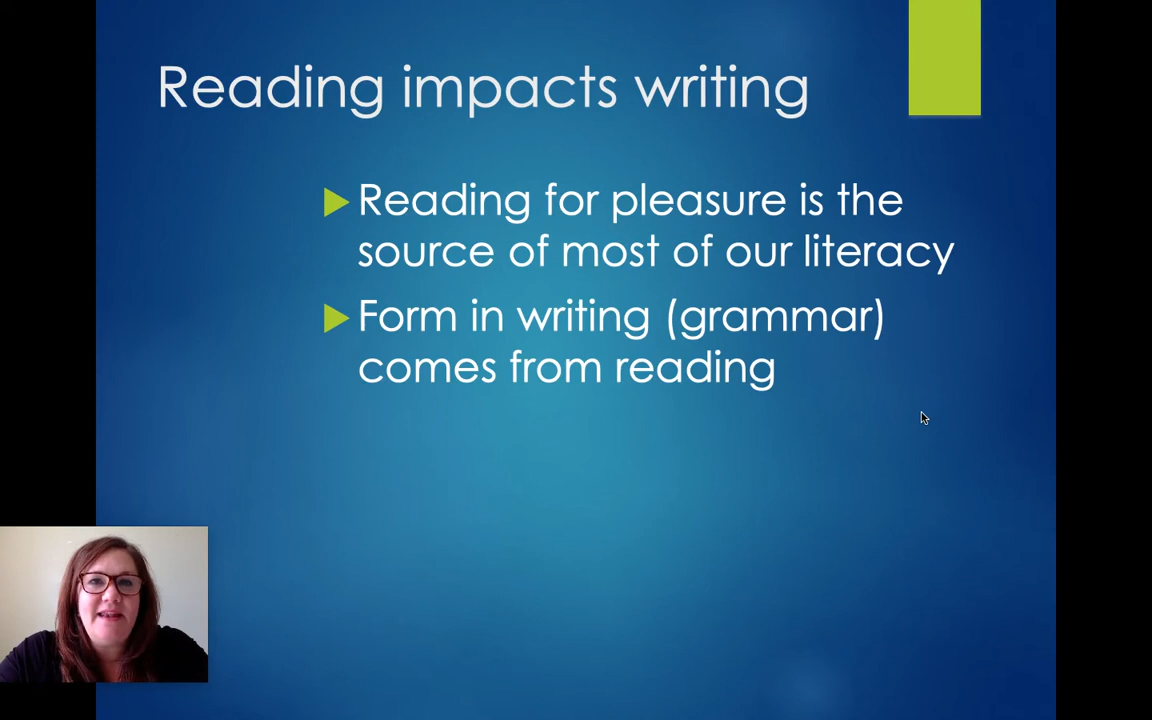 Reading impacts writing
Reading for pleasure is the
source of most of our literacy
Form in writing (grammar)
comes from reading